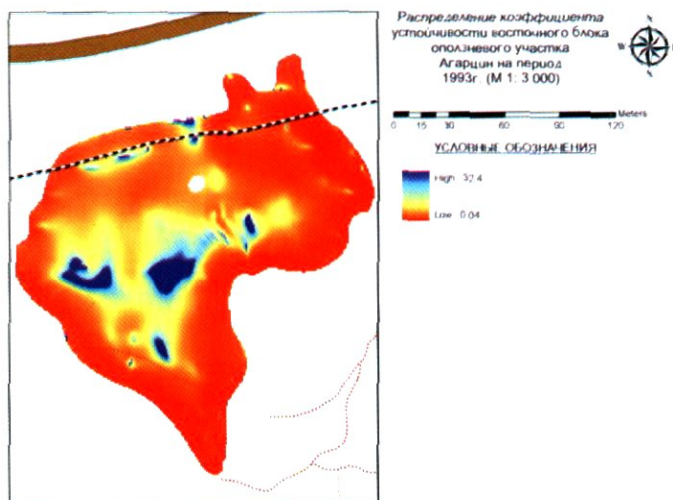 Распределение коэффициента
устойчивости восточного блока
оползневого участка
Агарцин на период
1993г. (М 1: 3 000)
N
W
S
Meters
0 15 30 60 90 120
УСЛОВНЫЕ ОБОЗНАЧЕНИЯ
High 32.4
Low 0.04